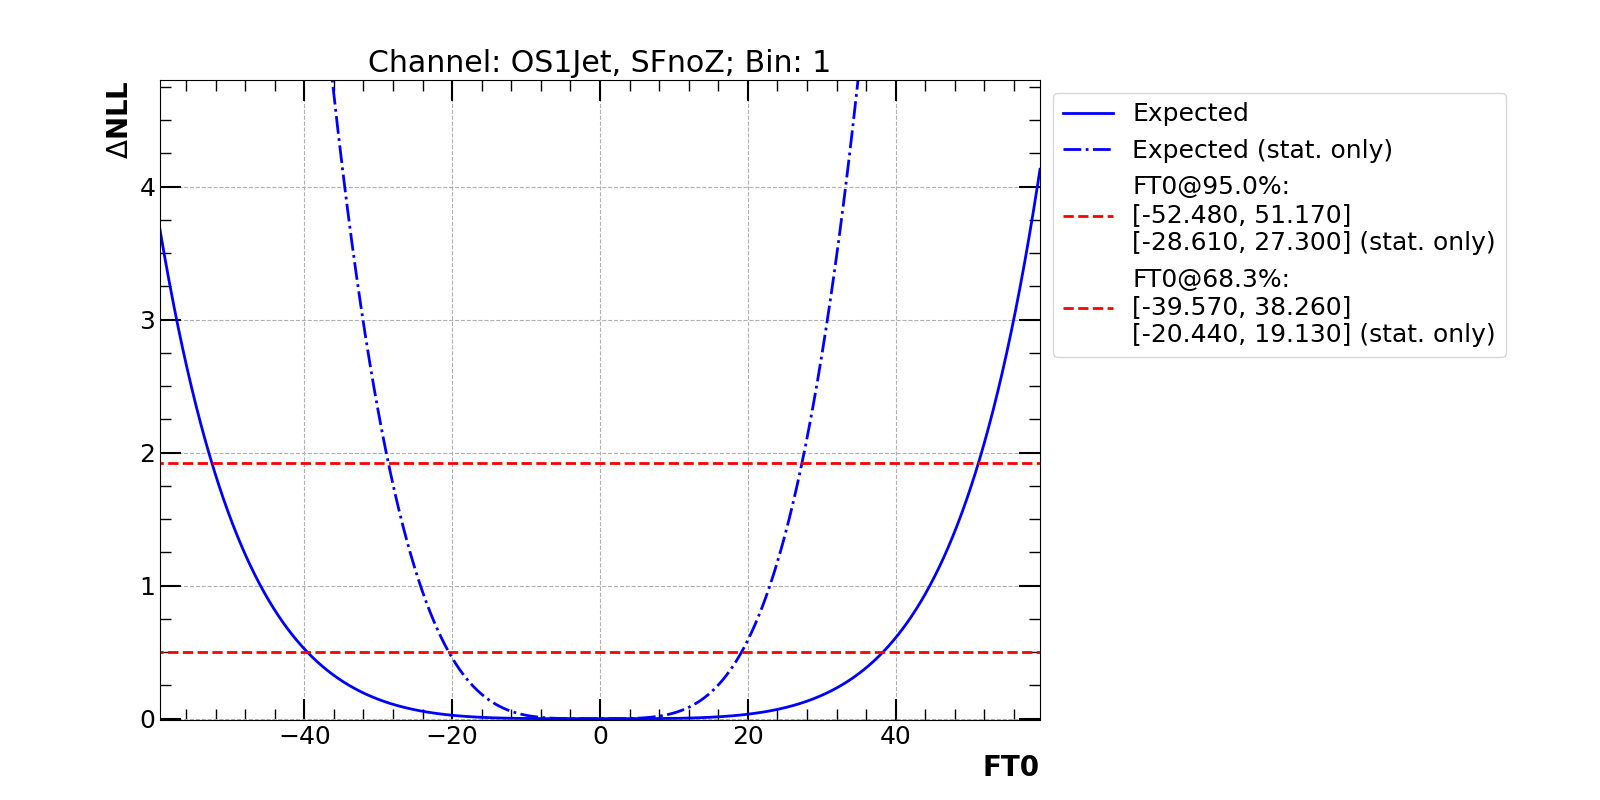 Channel: OS1Jet, SFnoZ; Bin: 1
ΔNLL
4
3
2
1
0
−40
−20
0
20
40
FT0
Expected
Expected (stat. only)
FT0@95.0%:
[-52.480, 51.170]
[-28.610, 27.300] (stat. only)
FT0@68.3%:
[-39.570, 38.260]
[-20.440, 19.130] (stat. only)